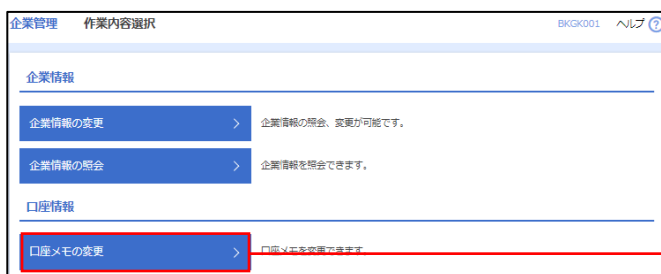 企業管理 作業内容選択 BKGK001 ヘルプ ?
企業情報
企業情報の変更 企業情報の照会、変更が可能です。
企業情報の照会 企業情報を照会できます。
口座情報
口座メモの変更 口座メモを変更できます。